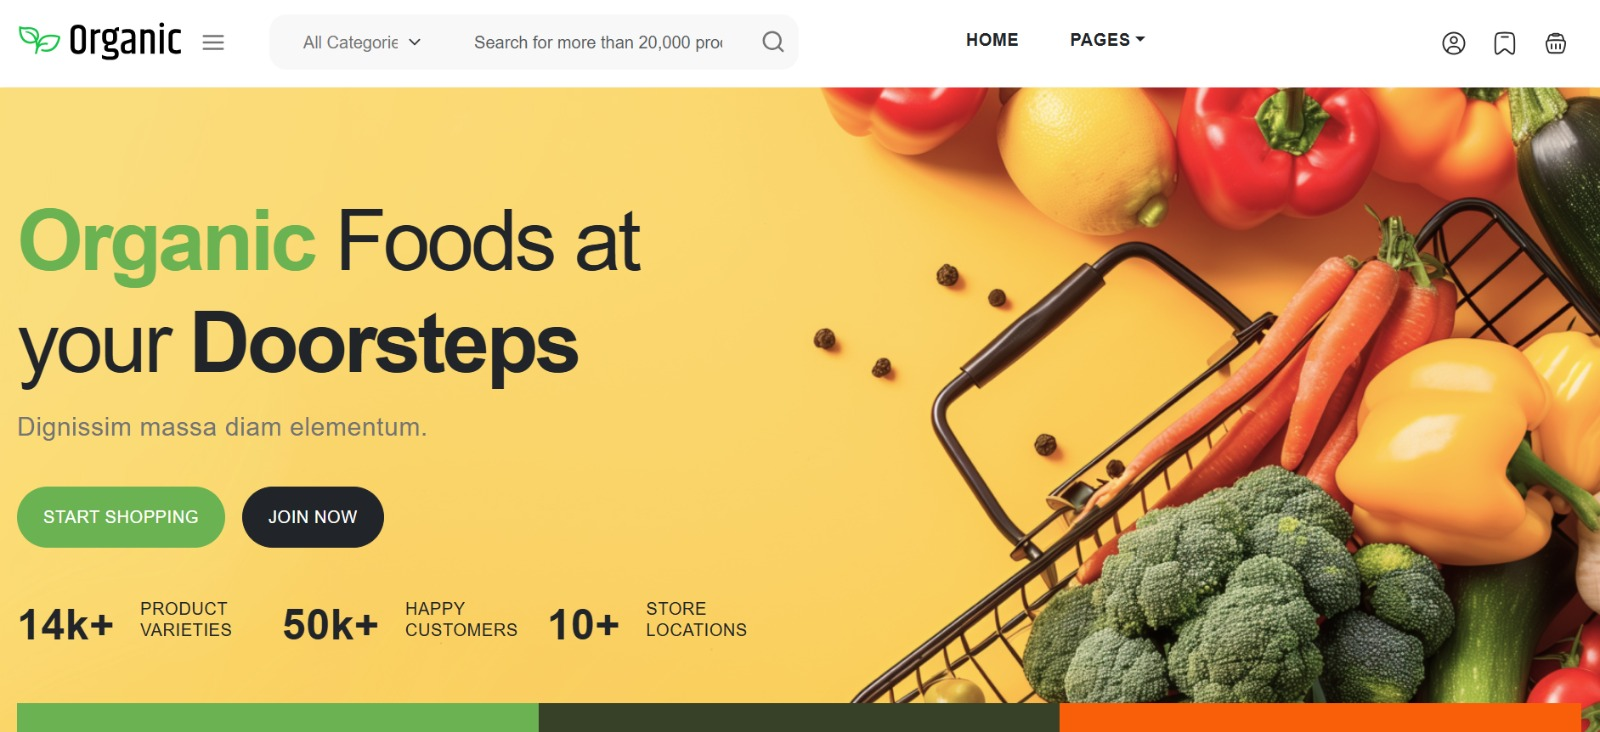 Organic
All Categorie
Search for more than 20,000 pro
HOME
PAGES
Organic Foods at
your Doorsteps
Dignissim massa diam elementum.
START SHOPPING
JOIN NOW
14k+
PRODUCT
VARIETIES
50k+
HAPPY
CUSTOMERS
10+
STORE
LOCATIONS